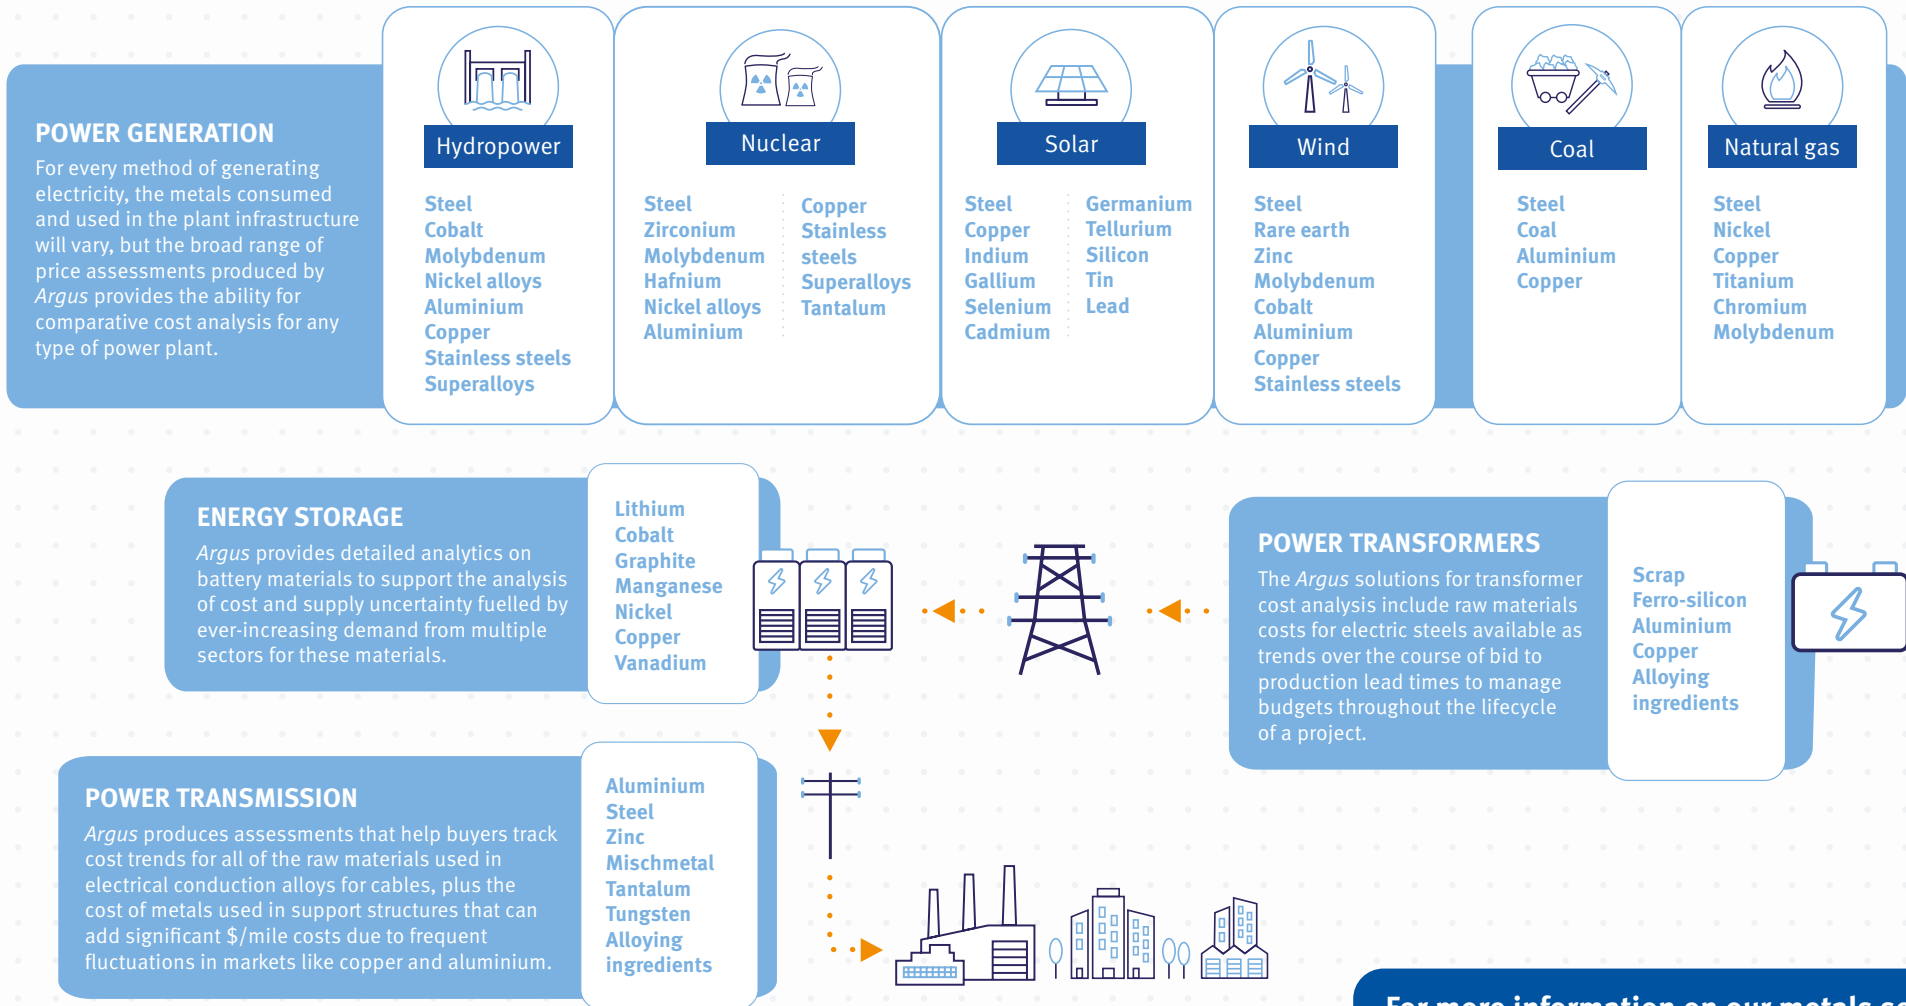 POWER GENERATION
For every method of generating
electricity, the metals consumed
and used in the plant infrastructure
will vary, but the broad range of
price assessments produced by
Argus provides the ability for
comparative cost analysis for any
type of power plant.
Hydropower
Steel
Cobalt
Molybdenum
Nickel alloys
Aluminium
Copper
Stainless steels
Superalloys
Nuclear
Steel
Zirconium
Molybdenum
Hafnium
Nickel alloys
Aluminium
Copper
Stainless
steels
Superalloys
Tantalum
Solar
Steel
Copper
Indium
Gallium
Selenium
Cadmium
Germanium
Tellurium
Silicon
Tin
Lead
Wind
Steel
Rare earth
Zinc
Molybdenum
Cobalt
Aluminium
Copper
Stainless steels
Coal
Steel
Coal
Aluminium
Copper
Natural gas
Steel
Nickel
Copper
Titanium
Chromium
Molybdenum
ENERGY STORAGE
Argus provides detailed analytics on
battery materials to support the analysis
of cost and supply uncertainty fuelled by
ever-increasing demand from multiple
sectors for these materials.
Lithium
Cobalt
Graphite
Manganese
Nickel
Copper
Vanadium
POWER TRANSFORMERS
The Argus solutions for transformer
cost analysis include raw materials
costs for electric steels available as
trends over the course of bid to
production lead times to manage
budgets throughout the lifecycle
of a project.
Scrap
Ferro-silicon
Aluminium
Copper
Alloying
ingredients
POWER TRANSMISSION
Argus produces assessments that help buyers track
cost trends for all of the raw materials used in
electrical conduction alloys for cables, plus the
cost of metals used in support structures that can
add significant $/mile costs due to frequent
fluctuations in markets like copper and aluminium.
Aluminium
Steel
Zinc
Mischmetal
Tantalum
Tungsten
Alloying
ingredients
For more information on our metals